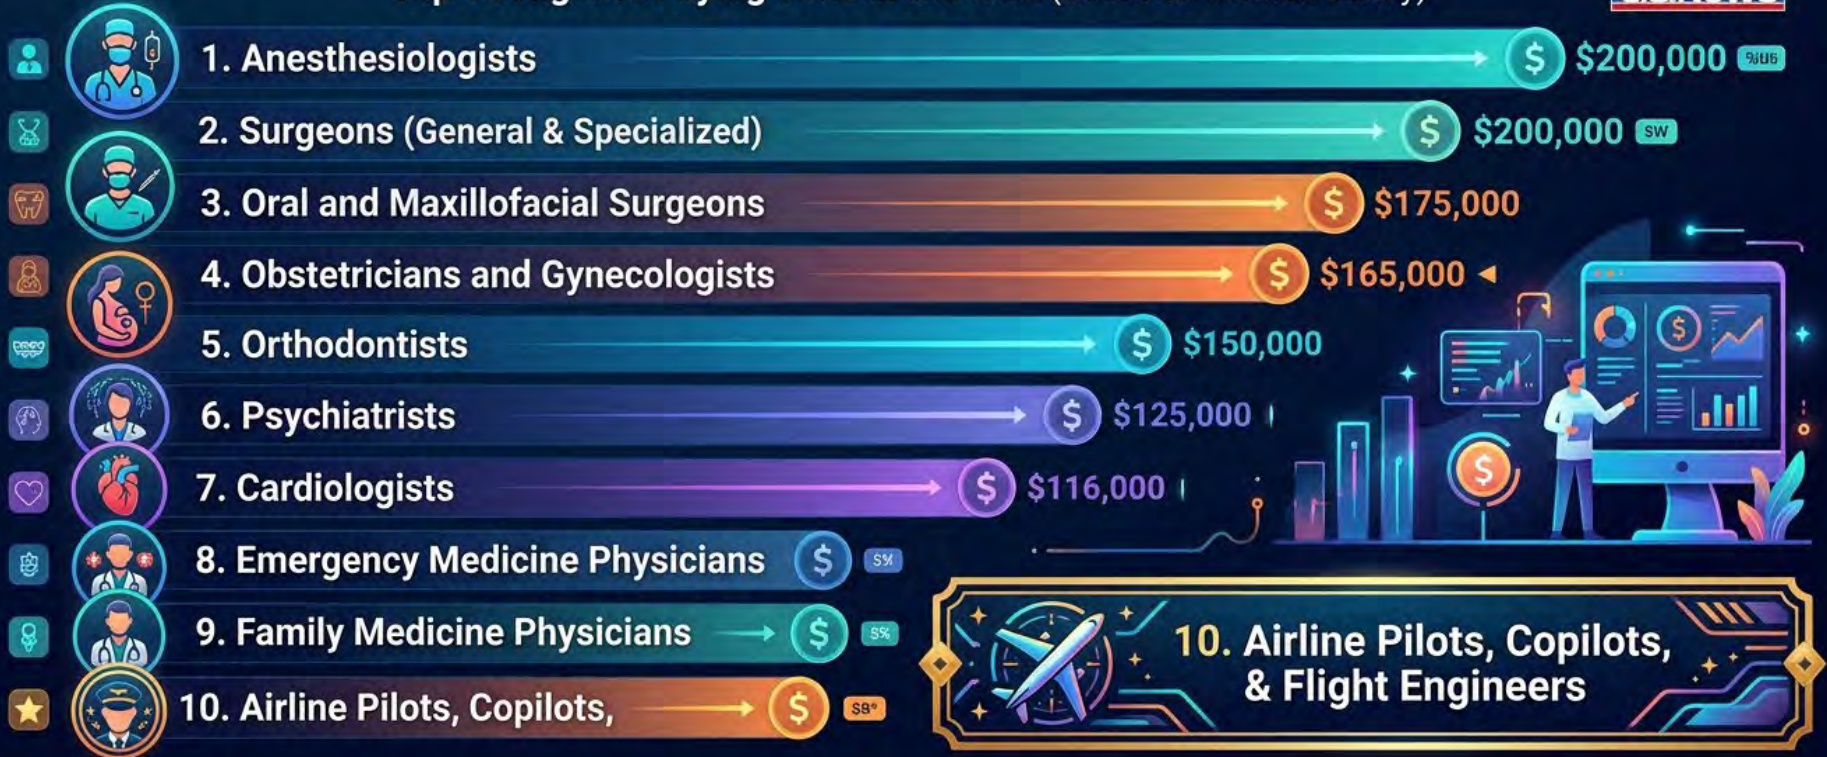 1. Anesthesiologists $200,000
2. Surgeons (General & Specialized) $200,000 SW
3. Oral and Maxillofacial Surgeons $175,000
4. Obstetricians and Gynecologists $165,000
5. Orthodontists $150,000
6. Psychiatrists $125,000
7. Cardiologists $116,000
8. Emergency Medicine Physicians
9. Family Medicine Physicians
10. Airline Pilots, Copilots,
10. Airline Pilots, Copilots,
& Flight Engineers